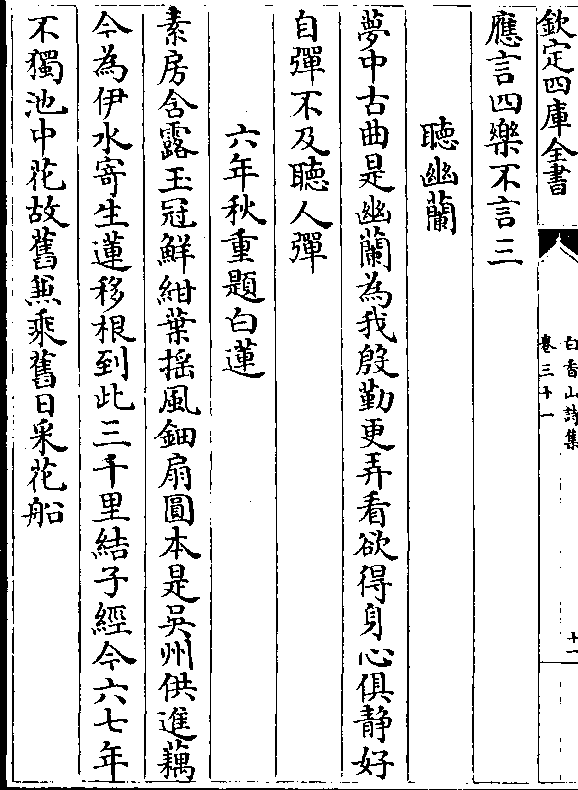 欽定四庫全書
白香山詩集
卷三十一
十二
應言四樂不言三
聽幽蘭
夢中古曲是幽蘭為我殷勤更弄看欲得身心俱靜好
自彈不及聽人彈
六年秋重題白蓮
素房含露玉冠鮮紺葉搖風鈿扇圓本是吳州供進藕
今為伊水寄生蓮移根到此三千里結子經今六七年
不獨池中花故舊兼乘舊日采花船